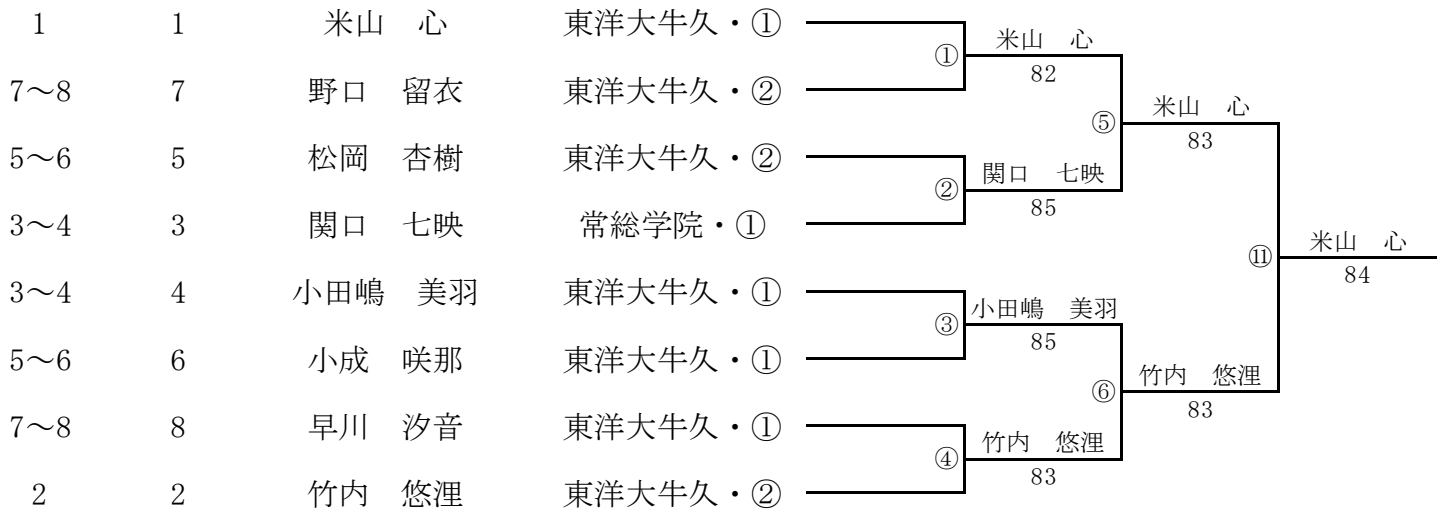 1 1 米山　心 東洋大牛久・①
7～8 7 野口　留衣 東洋大牛久・②
5～6 5 松岡　杏樹 東洋大牛久・②
3～4 3 関口　七映 常総学院・①
3～4 4 小田嶋　美羽 東洋大牛久・①
5～6 6 小成　咲那 東洋大牛久・①
7～8 8 早川　汐音 東洋大牛久・①
2 2 竹内　悠浬 東洋大牛久・②
① 米山　心
82
② 関口　七映
85
③ 小田嶋　美羽
85
④ 竹内　悠浬
83
⑤ 米山　心
83
⑥ 竹内　悠浬
83
⑪ 米山　心
84